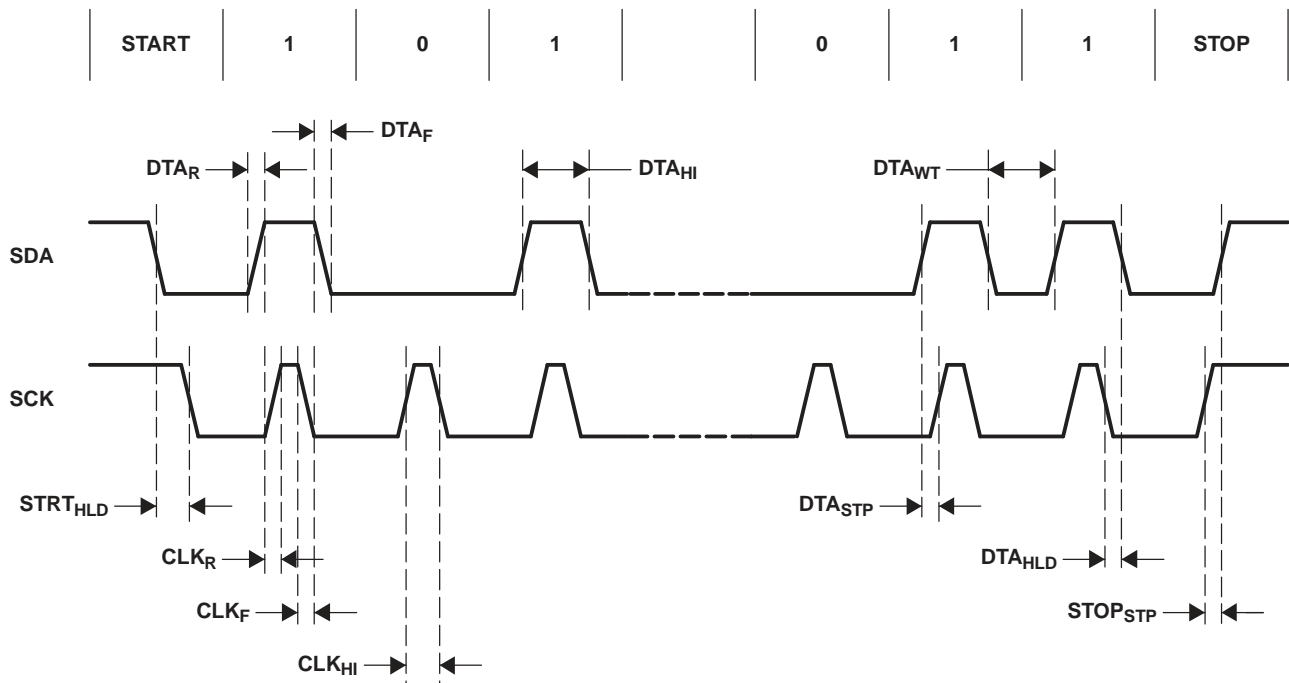 START 1 0 1 0 1 1 STOP
DTA_F
DTA_R DTA_HI DTA_WT
SDA
SCK
STRT_HLD DTA_STP
CLK_R DTA_HLD
CLK_F STOP_STP
CLK_HI